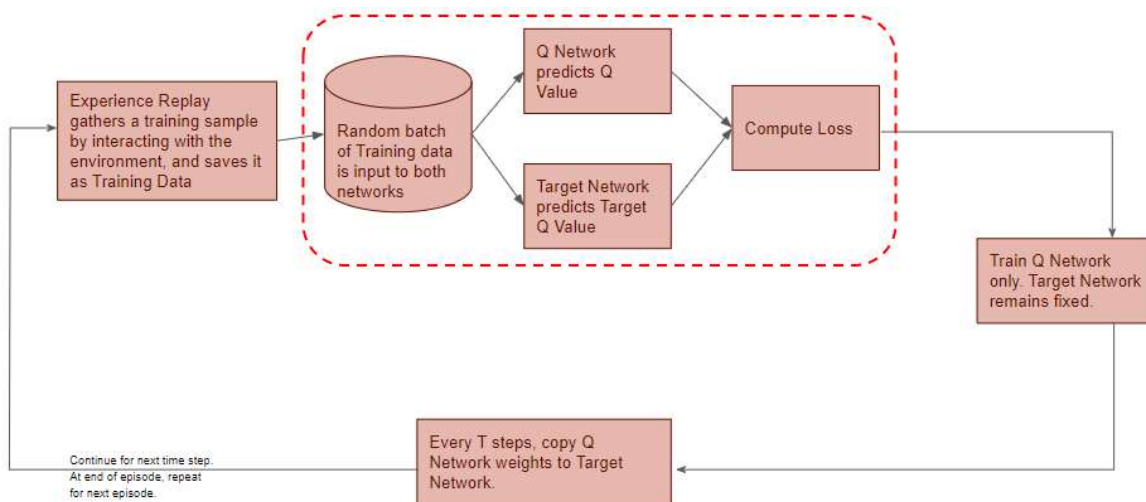 Experience Replay
gathers a training sample
by interacting with the
environment, and saves it
as Training Data
Random batch
of Training data
is input to both
networks
Q Network
predicts Q
Value
Target Network
predicts Target
Q Value
Compute Loss
Train Q Network
only. Target Network
remains fixed.
Every T steps, copy Q
Network weights to Target
Network.
Continue for next time step.
At end of episode, repeat
for next episode.